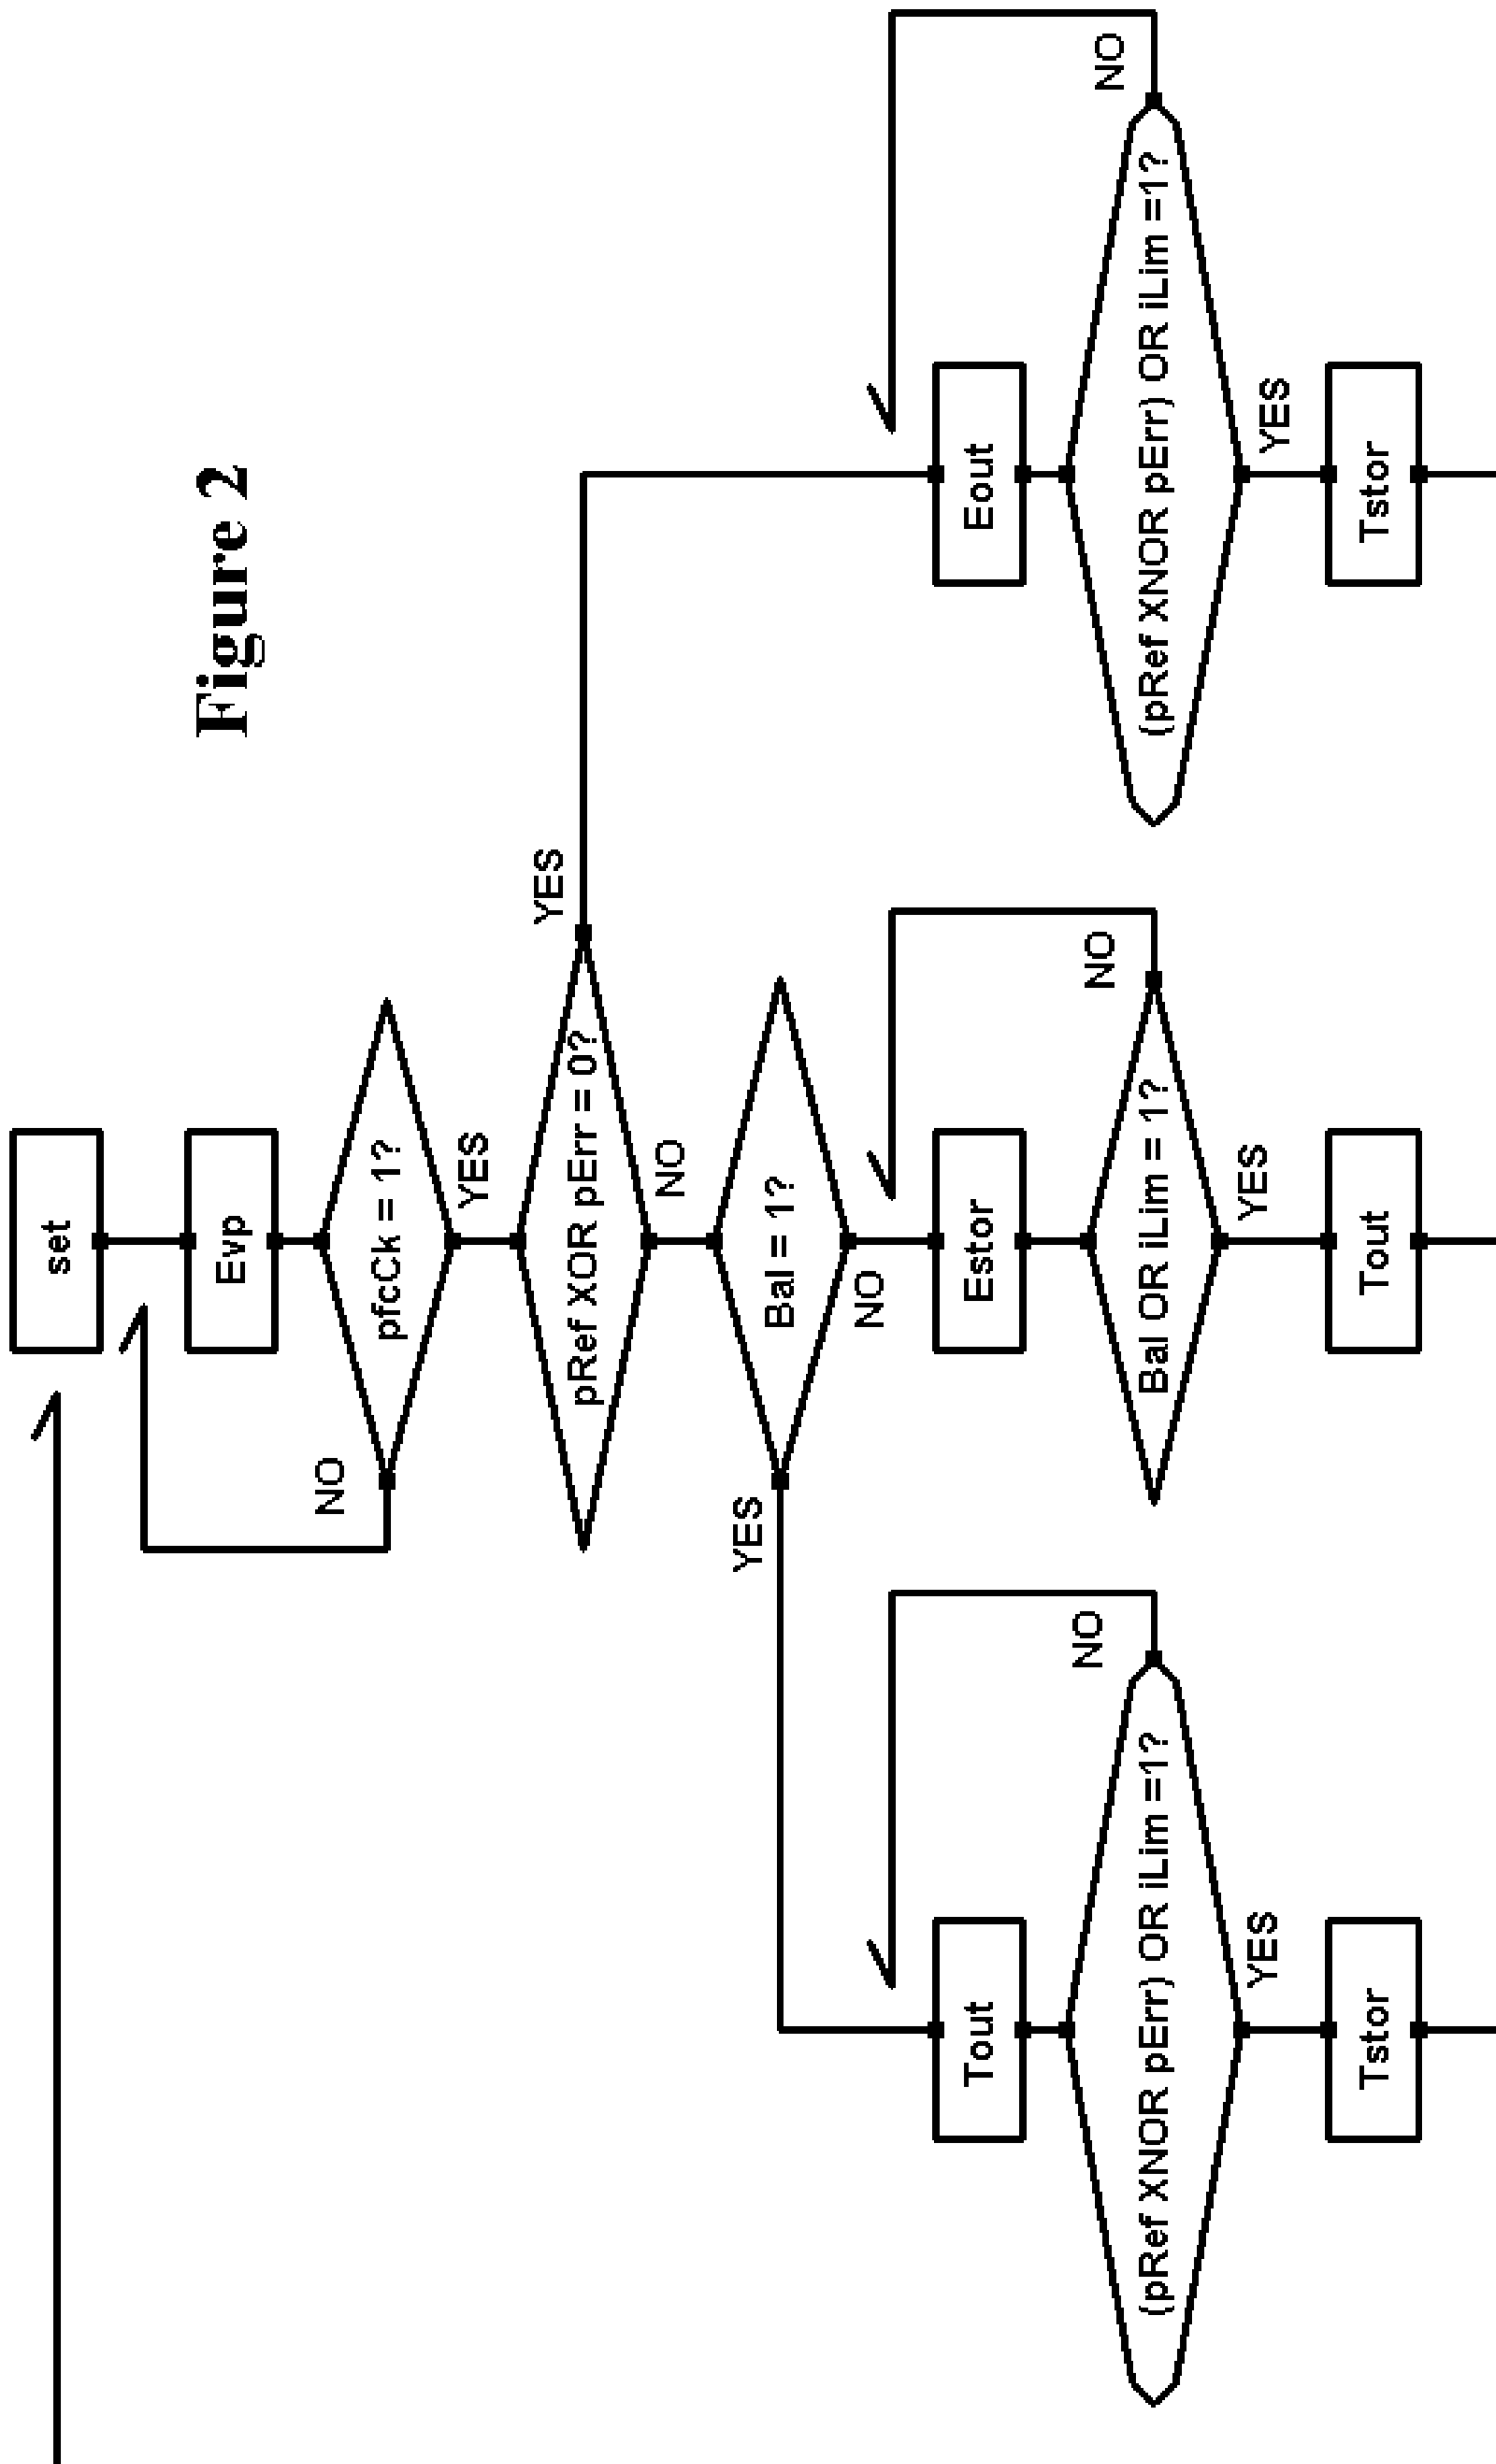 Figure 2
set
Evp
pfcCk = 1?
NO
YES
pRef XOR pErr = 0?
YES
NO
Bal = 1?
YES
NO
Tout
(pRef XNOR pErr) OR iLim =1?
NO
YES
Tstor
Estor
Bal OR iLim = 1?
NO
YES
Tout
Eout
(pRef XNOR pErr) OR iLim =1?
NO
YES
Tstor